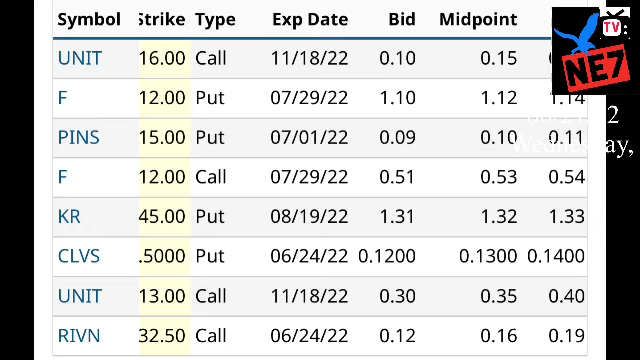 Symbol Strike Type Exp Date Bid Midpoint
UNIT 16.00 Call 11/18/22 0.10 0.15
F 12.00 Put 07/29/22 1.10 1.12 1.14
PINS 15.00 Put 07/01/22 0.09 0.10 0.11
F 12.00 Call 07/29/22 0.51 0.53 0.54
KR 45.00 Put 08/19/22 1.31 1.32 1.33
CLVS .5000 Put 06/24/22 0.1200 0.1300 0.1400
UNIT 13.00 Call 11/18/22 0.30 0.35 0.40
RIVN 32.50 Call 06/24/22 0.12 0.16 0.19
TV
NE7
Wednesday,